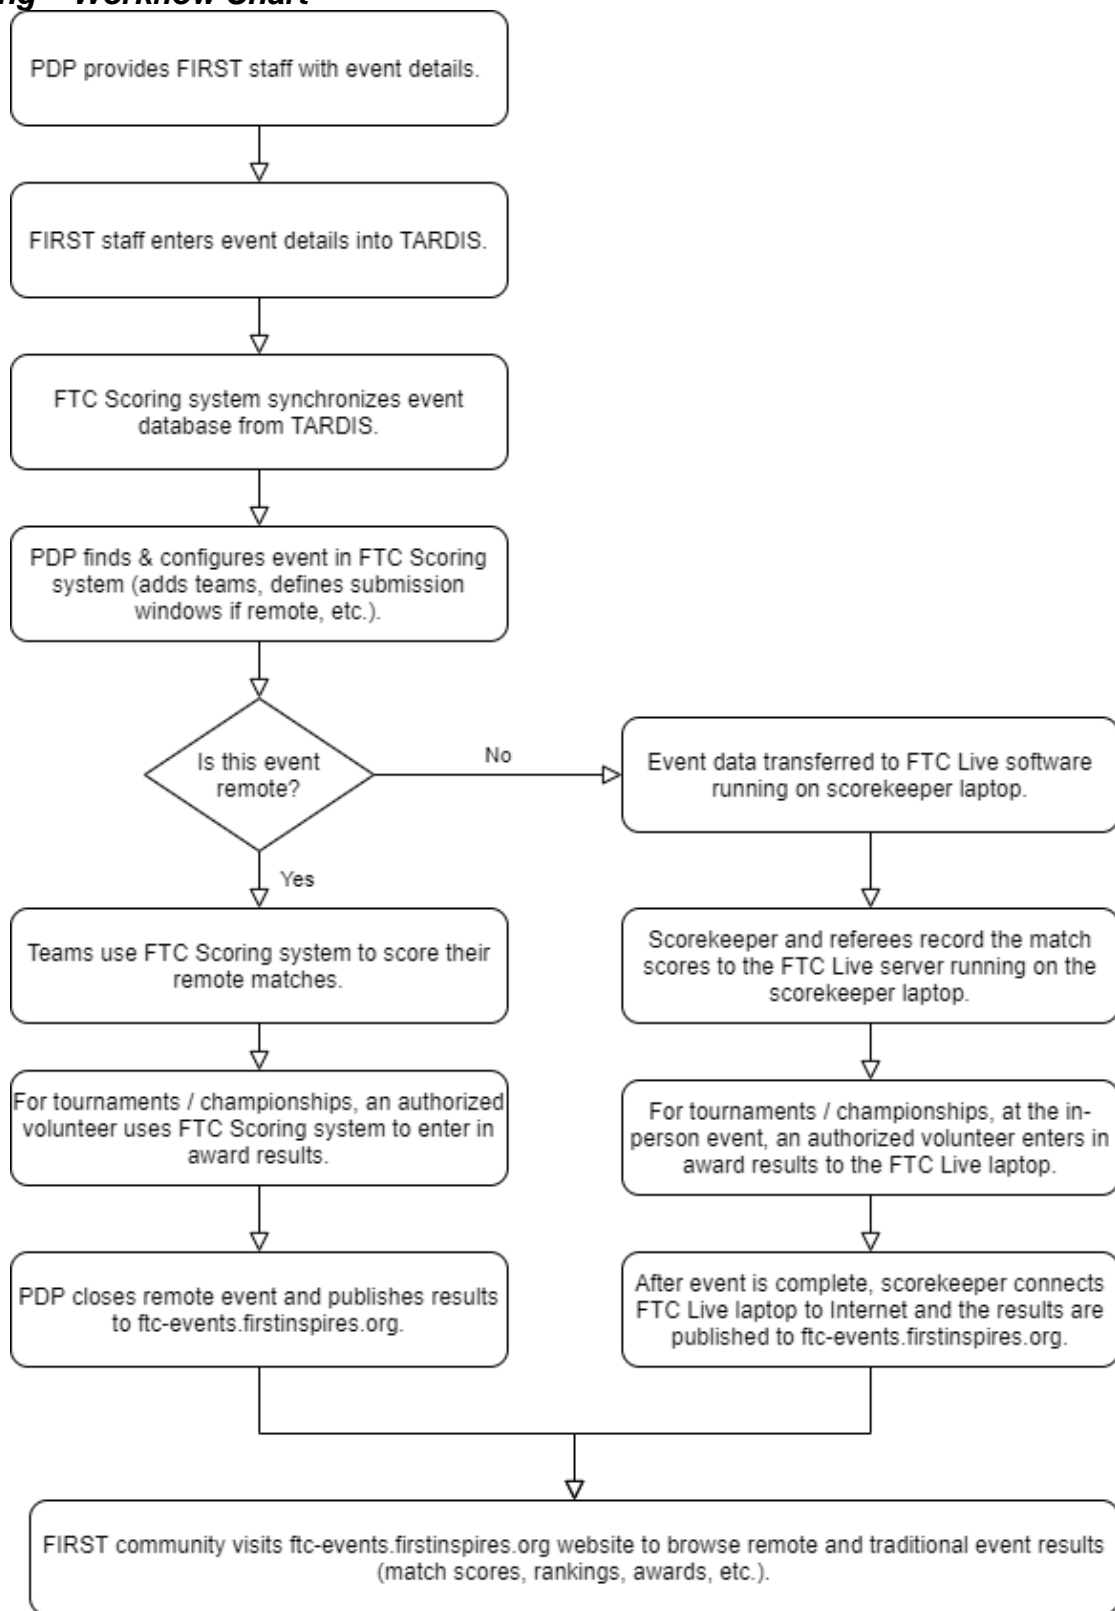 Workflow Chart
PDP provides FIRST staff with event details.
FIRST staff enters event details into TARDIS.
FTC Scoring system synchronizes event
database from TARDIS.
PDP finds & configures event in FTC Scoring
system (adds teams, defines submission
windows if remote, etc.).
Is this event
remote?
No
Yes
Event data transferred to FTC Live software
running on scorekeeper laptop.
Teams use FTC Scoring system to score their
remote matches.
Scorekeeper and referees record the match
scores to the FTC Live server running on the
scorekeeper laptop.
For tournaments / championships, an authorized
volunteer uses FTC Scoring system to enter in
award results.
For tournaments / championships, at the in-
person event, an authorized volunteer enters in
award results to the FTC Live laptop.
PDP closes remote event and publishes results
to ftc-events.firstinspires.org.
After event is complete, scorekeeper connects
FTC Live laptop to Internet and the results are
published to ftc-events.firstinspires.org.
FIRST community visits ftc-events.firstinspires.org website to browse remote and traditional event results
(match scores, rankings, awards, etc.).